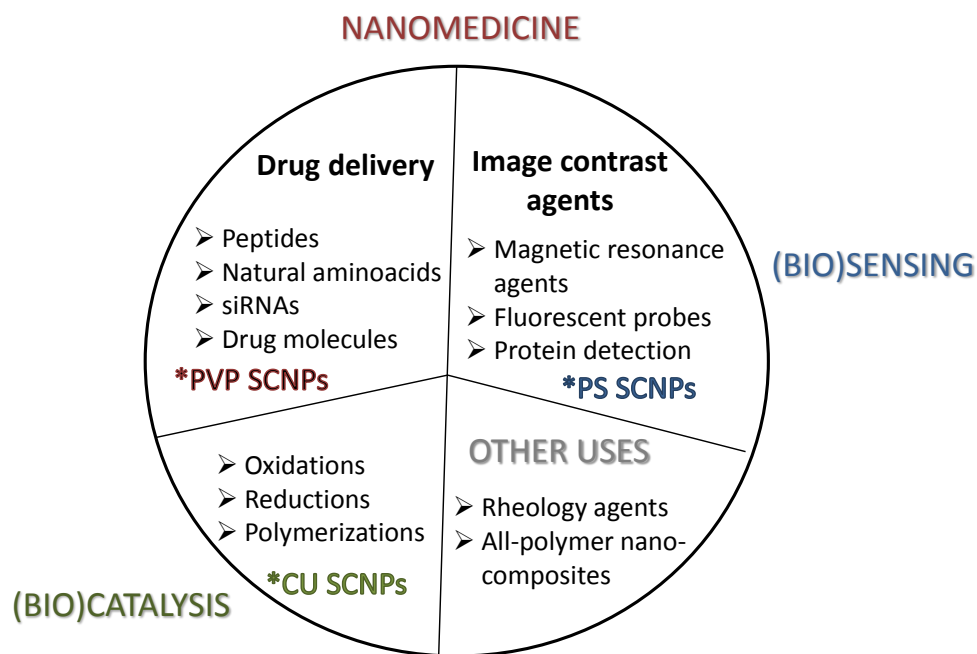 NANOMEDICINE
Drug delivery
➢ Peptides
➢ Natural aminoacids
➢ siRNAs
➢ Drug molecules
*PVP SCNPs
Image contrast
agents
➢ Magnetic resonance
agents
➢ Fluorescent probes
➢ Protein detection
*PS SCNPs
(BIO)SENSING
➢ Oxidations
➢ Reductions
➢ Polymerizations
*CU SCNPs
(BIO)CATALYSIS
OTHER USES
➢ Rheology agents
➢ All-polymer nano-
composites